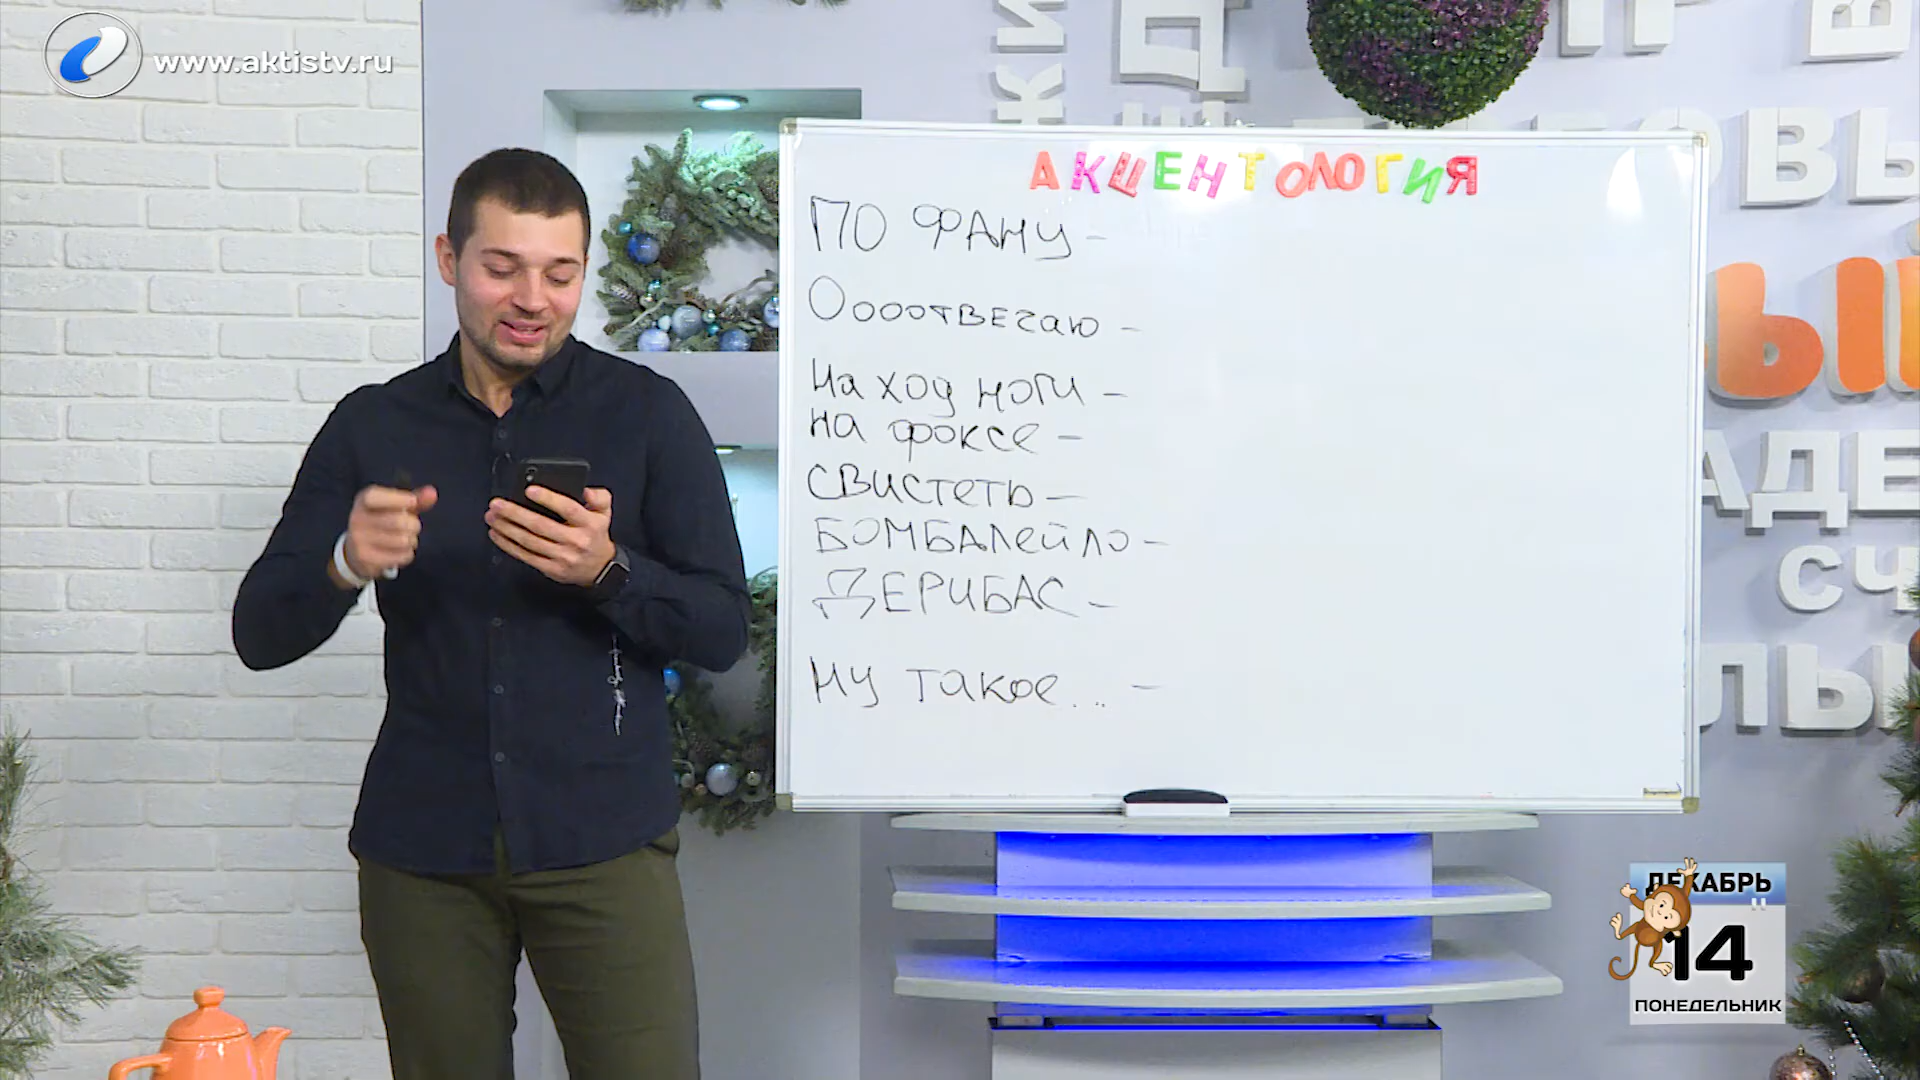 www.aktistv.ru
АКЦЕНТОЛОГИЯ
ПО ФАНУ -
Оооотвечаю -
На ход ноги -
на фоксе -
свистеть -
БОМБАЛейло -
ДЕРИБАС -
Ну такое... -
ДЕКАБРЬ
14
ПОНЕДЕЛЬНИК